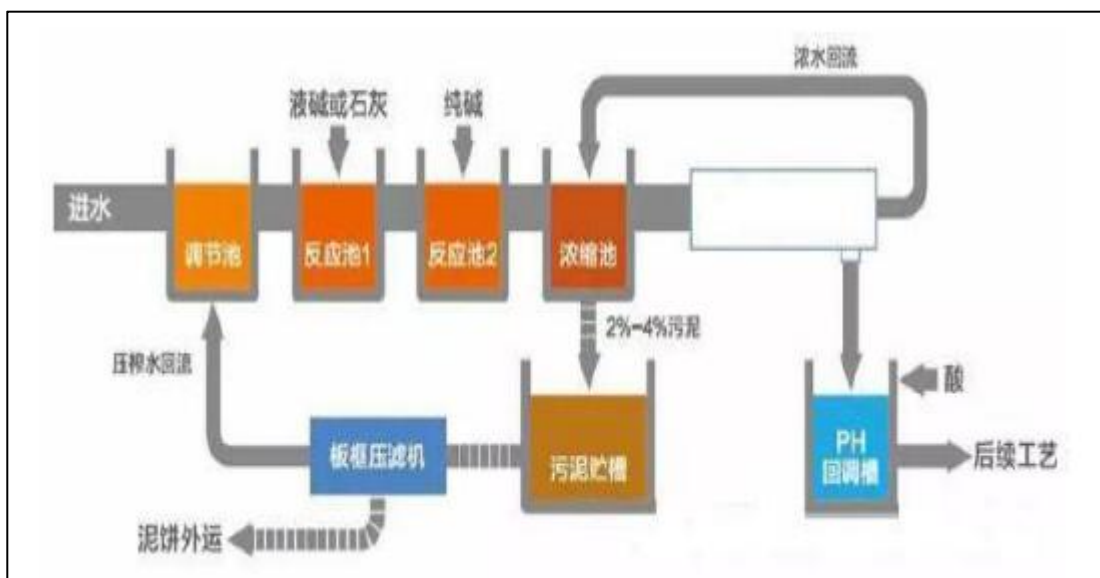 浓水回流
液碱或石灰
纯碱
进水
调节池
反应池1
反应池2
浓缩池
2%-4%污泥
压榨水回流
酸
板框压滤机
污泥贮槽
PH
回调槽
后续工艺
泥饼外运